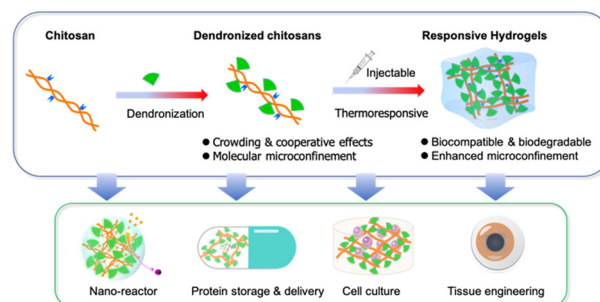 Chitosan
Dendronized chitosans
Responsive Hydrogels
Dendronization
Injectable
Thermoresponsive
● Crowding & cooperative effects
● Molecular microconfinement
● Biocompatible & biodegradable
● Enhanced microconfinement
Nano-reactor
Protein storage & delivery
Cell culture
Tissue engineering